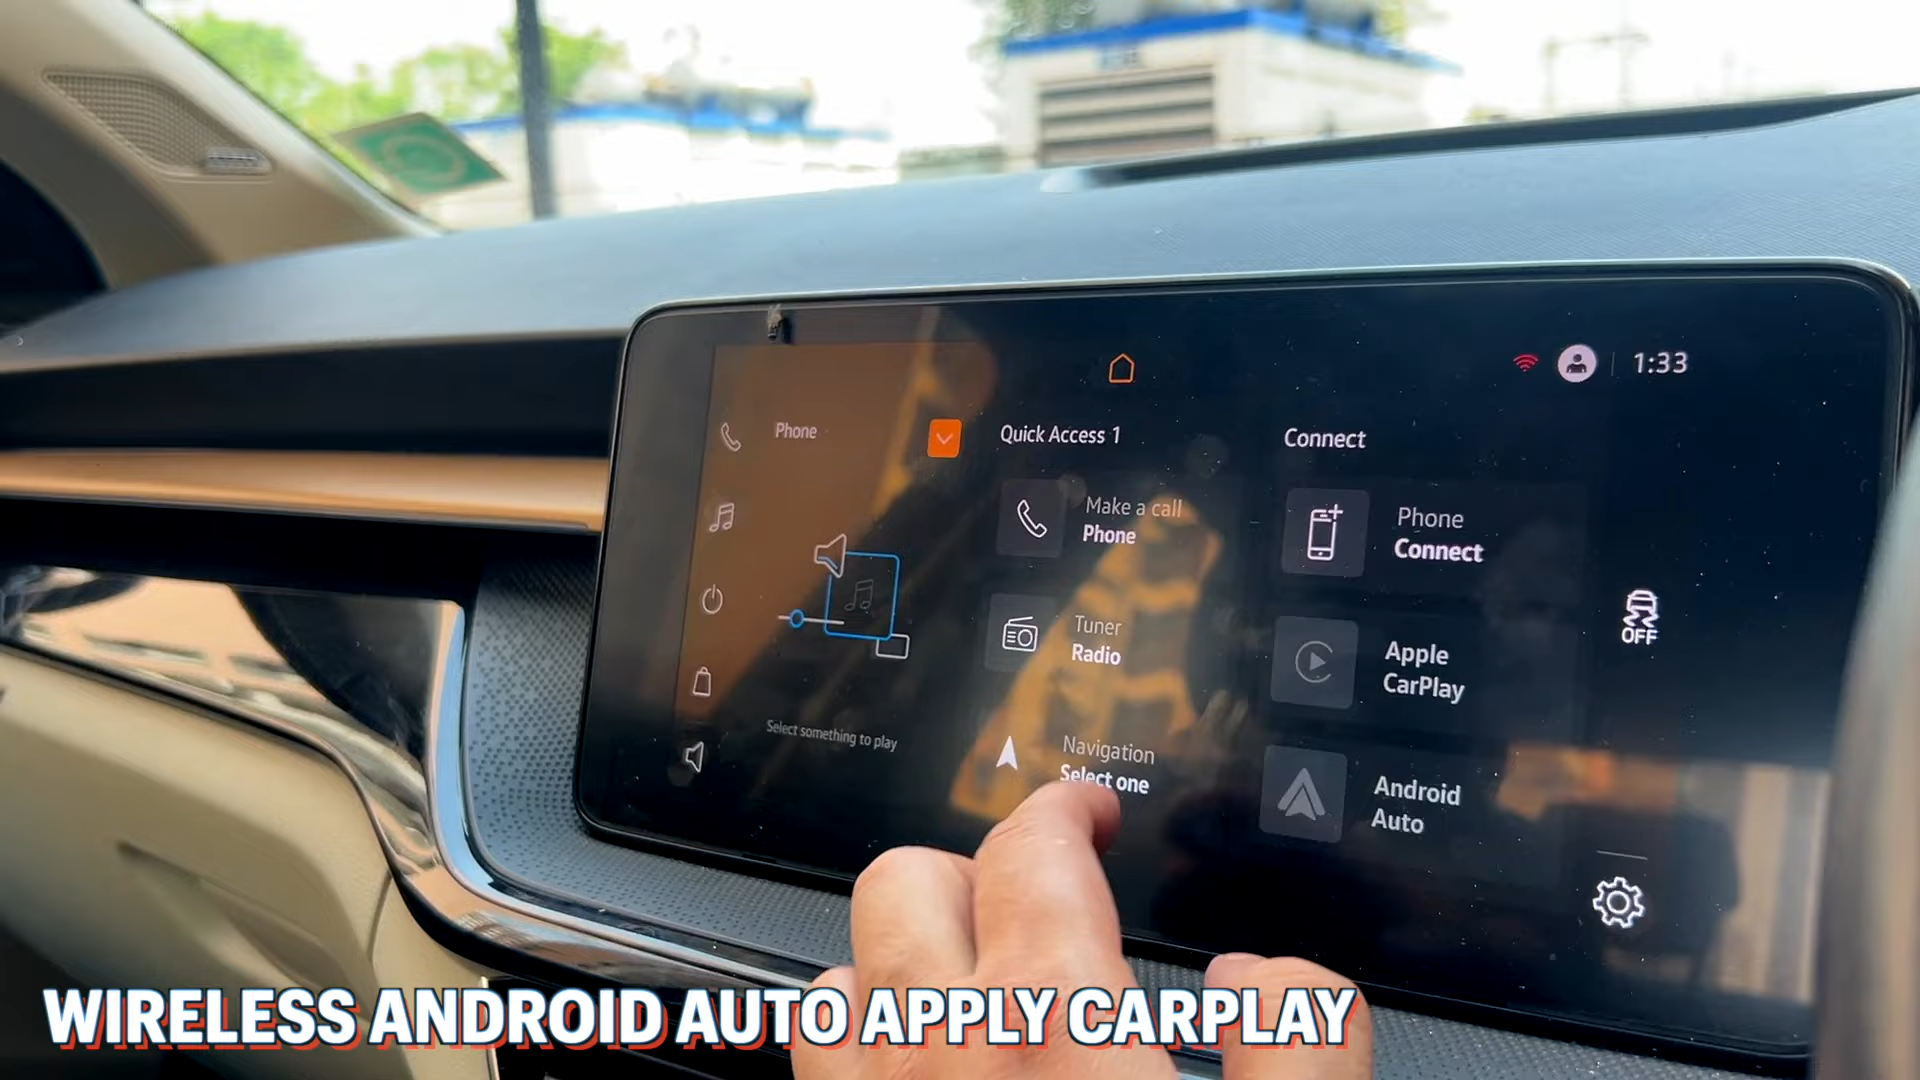 1:33
Phone
Quick Access 1
Connect
Make a call
Phone
Phone
Connect
Tuner
Radio
Apple
CarPlay
OFF
Select something to play
Navigation
Select one
Android
Auto
WIRELESS ANDROID AUTO APPLY CARPLAY